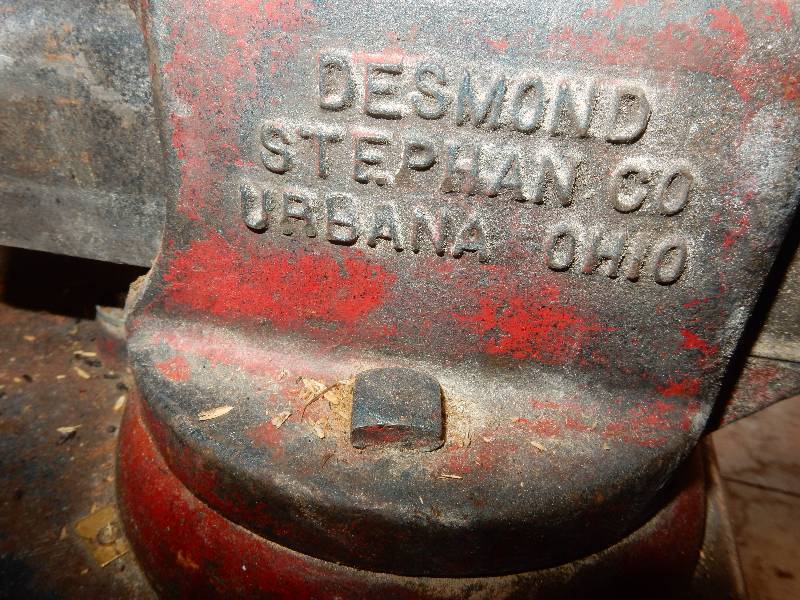 DESMOND
STEPHAN CO
URBANA OHIO